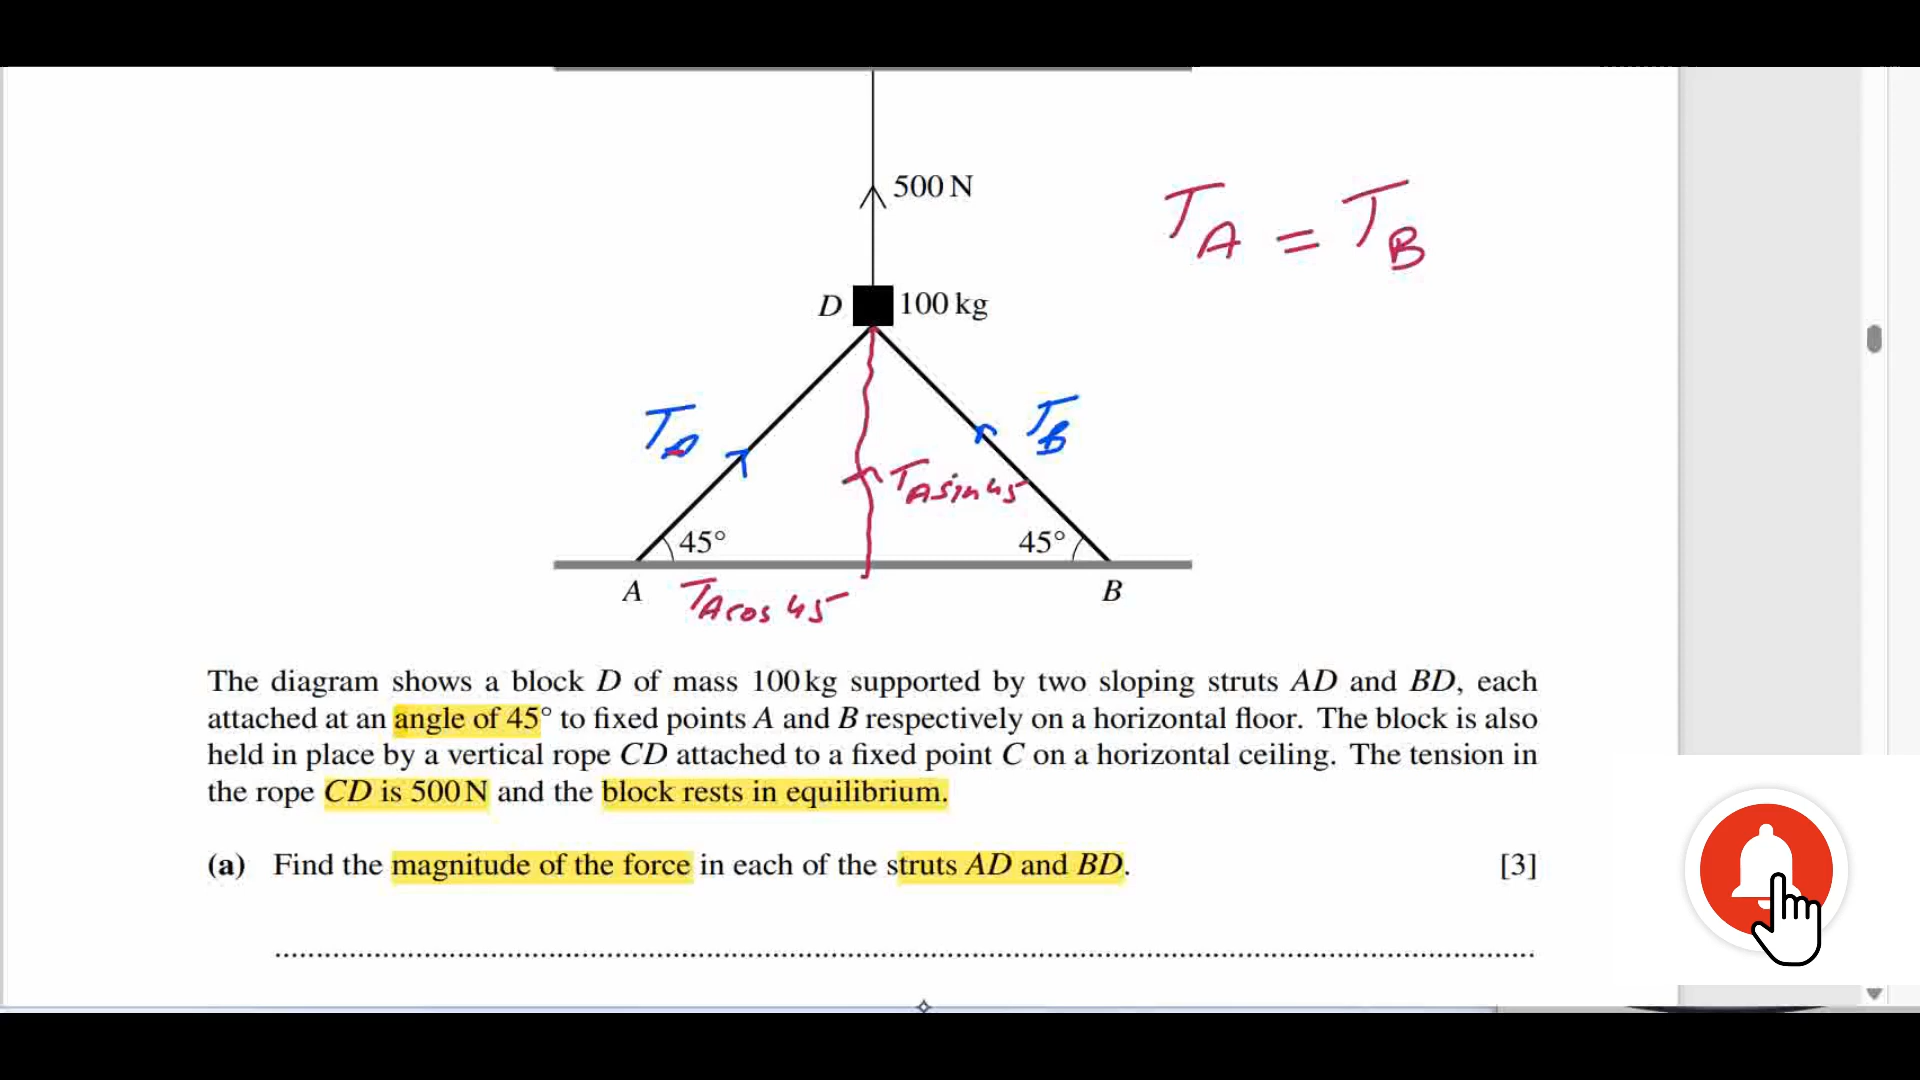 500 N
T_A = T_B
D 100 kg
T_A T_B
T_A sin 45
45° 45°
A B
T_A cos 45
The diagram shows a block D of mass 100 kg supported by two sloping struts AD and BD, each
attached at an angle of 45° to fixed points A and B respectively on a horizontal floor. The block is also
held in place by a vertical rope CD attached to a fixed point C on a horizontal ceiling. The tension in
the rope CD is 500 N and the block rests in equilibrium.
(a) Find the magnitude of the force in each of the struts AD and BD. [3]